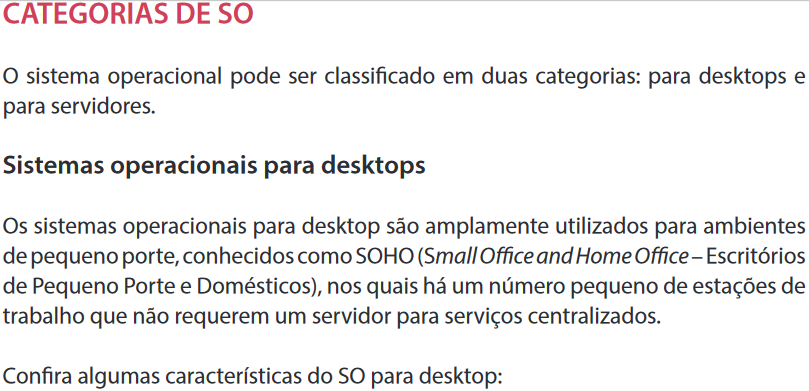 CATEGORIAS DE SO
O sistema operacional pode ser classificado em duas categorias: para desktops e
para servidores.
Sistemas operacionais para desktops
Os sistemas operacionais para desktop são amplamente utilizados para ambientes
de pequeno porte, conhecidos como SOHO (Small Office and Home Office – Escritórios
de Pequeno Porte e Domésticos), nos quais há um número pequeno de estações de
trabalho que não requerem um servidor para serviços centralizados.
Confira algumas características do SO para desktop: